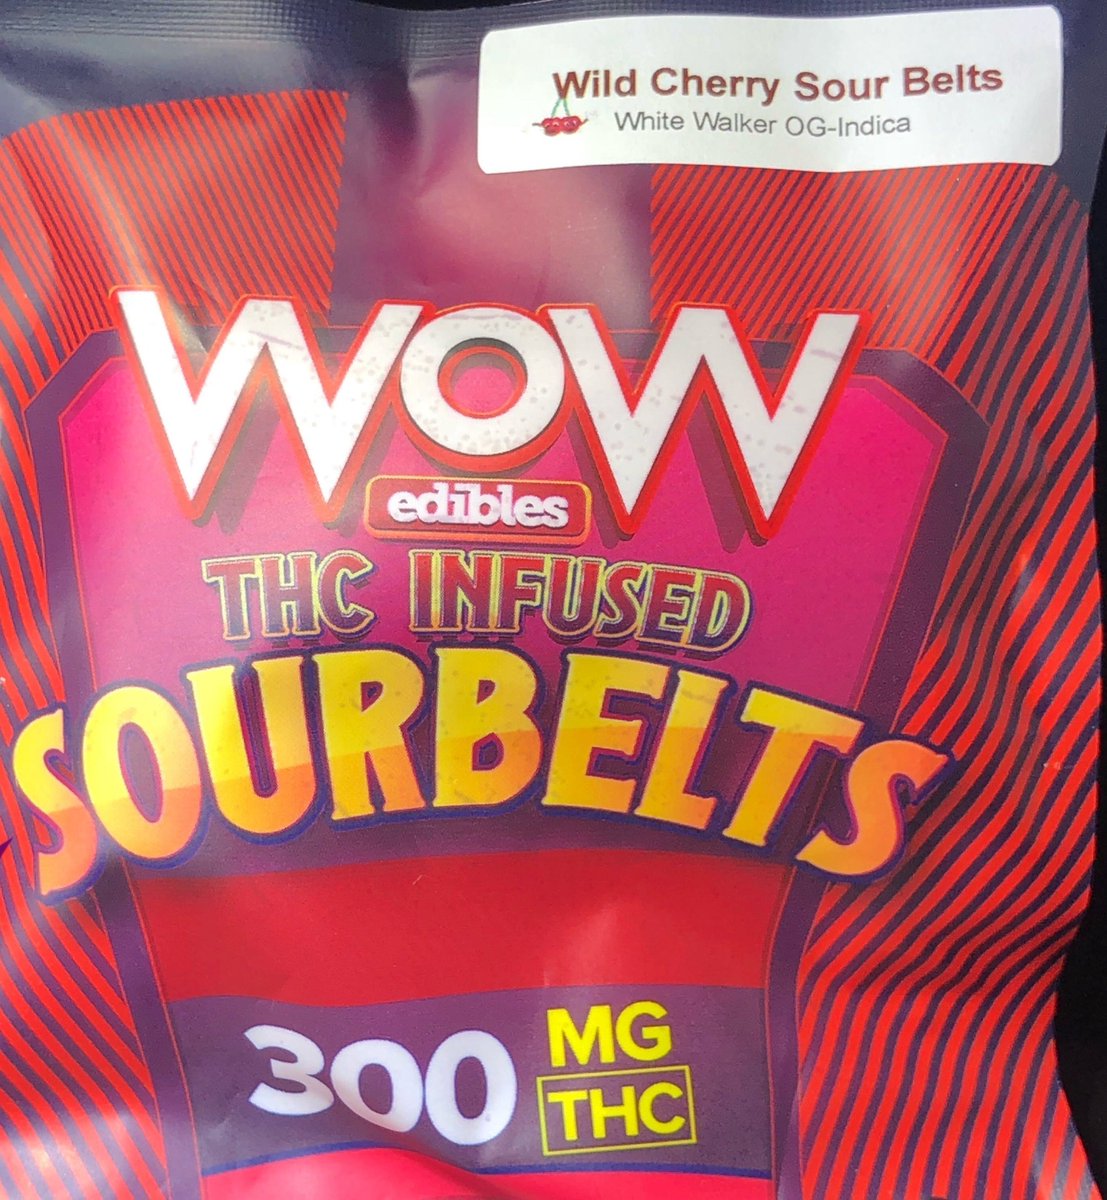 Wild Cherry Sour Belts
White Walker OG-Indica
WOW
edibles
THC INFUSED
SOURBELTS
300 MG
THC